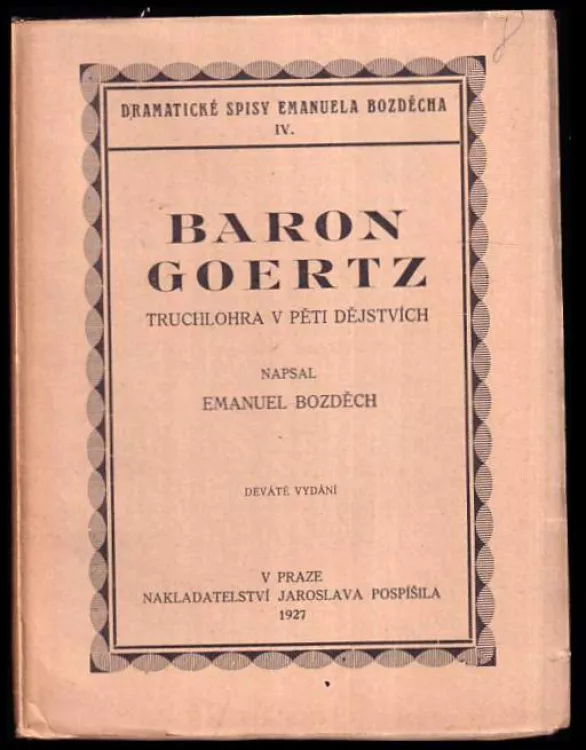 DRAMATICKÉ SPISY EMANUELA BOZDĚCHA
IV.
BARON
GOERTZ
TRUCHLOHRA V PĚTI DĚJSTVÍCH
NAPSAL
EMANUEL BOZDĚCH
DEVÁTÉ VYDÁNÍ
V PRAZE
NAKLADATELSTVÍ JAROSLAVA POSPÍŠILA
1927